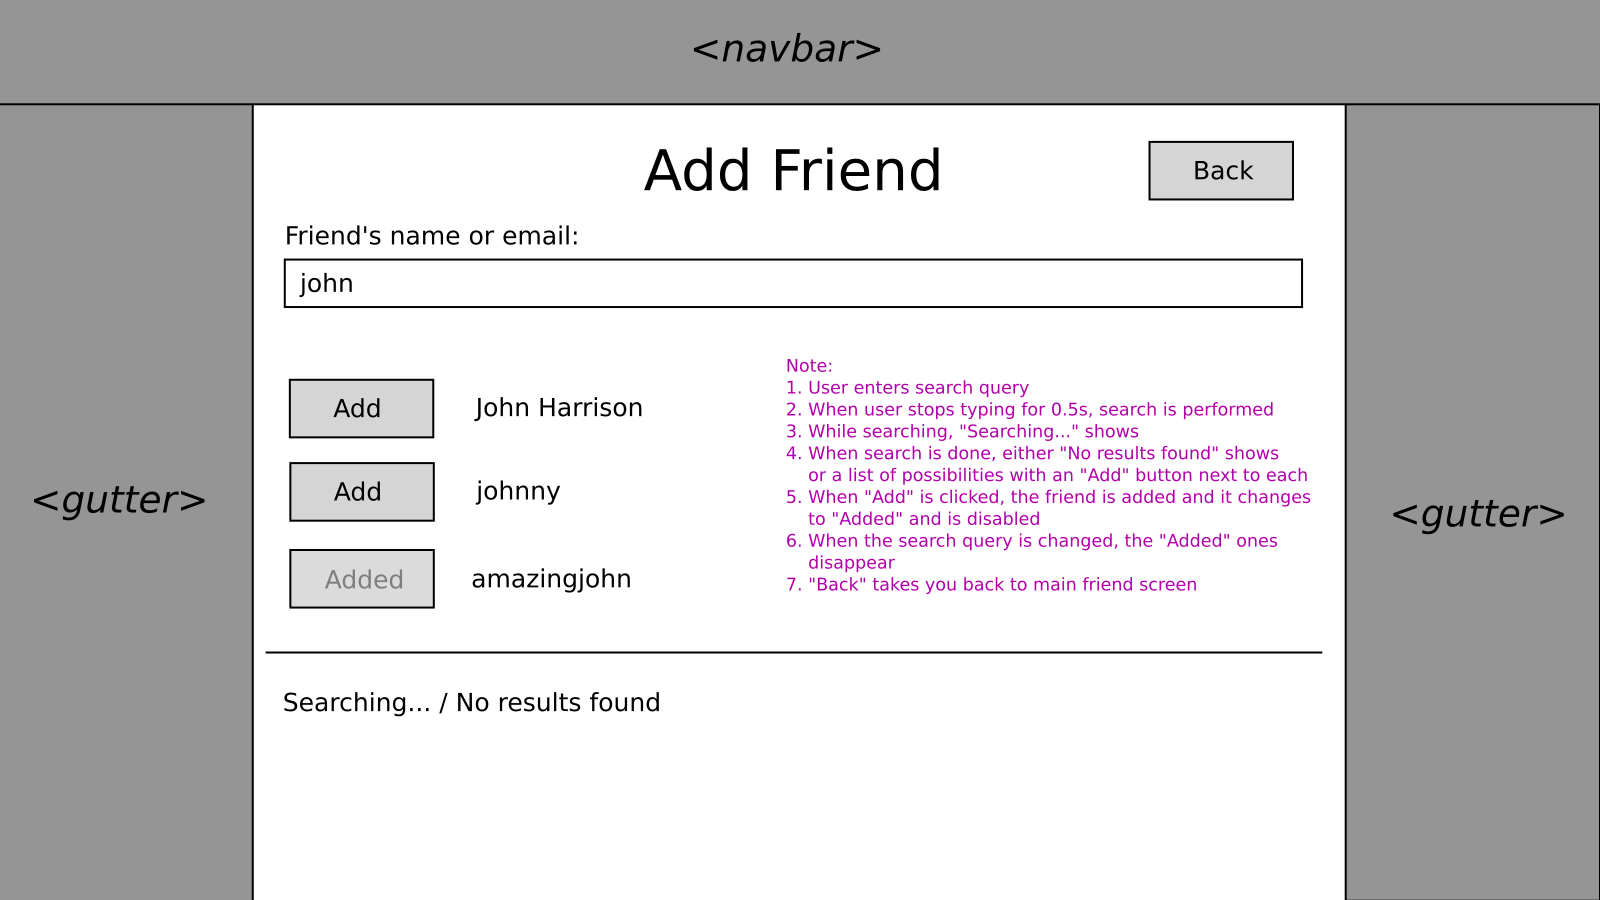 <navbar>
Add Friend
Back
Friend's name or email:
john
Add
John Harrison
Add
johnny
Added
amazingjohn
Note:
1. User enters search query
2. When user stops typing for 0.5s, search is performed
3. While searching, "Searching..." shows
4. When search is done, either "No results found" shows
or a list of possibilities with an "Add" button next to each
5. When "Add" is clicked, the friend is added and it changes
to "Added" and is disabled
6. When the search query is changed, the "Added" ones
disappear
7. "Back" takes you back to main friend screen
<gutter>
<gutter>
Searching... / No results found